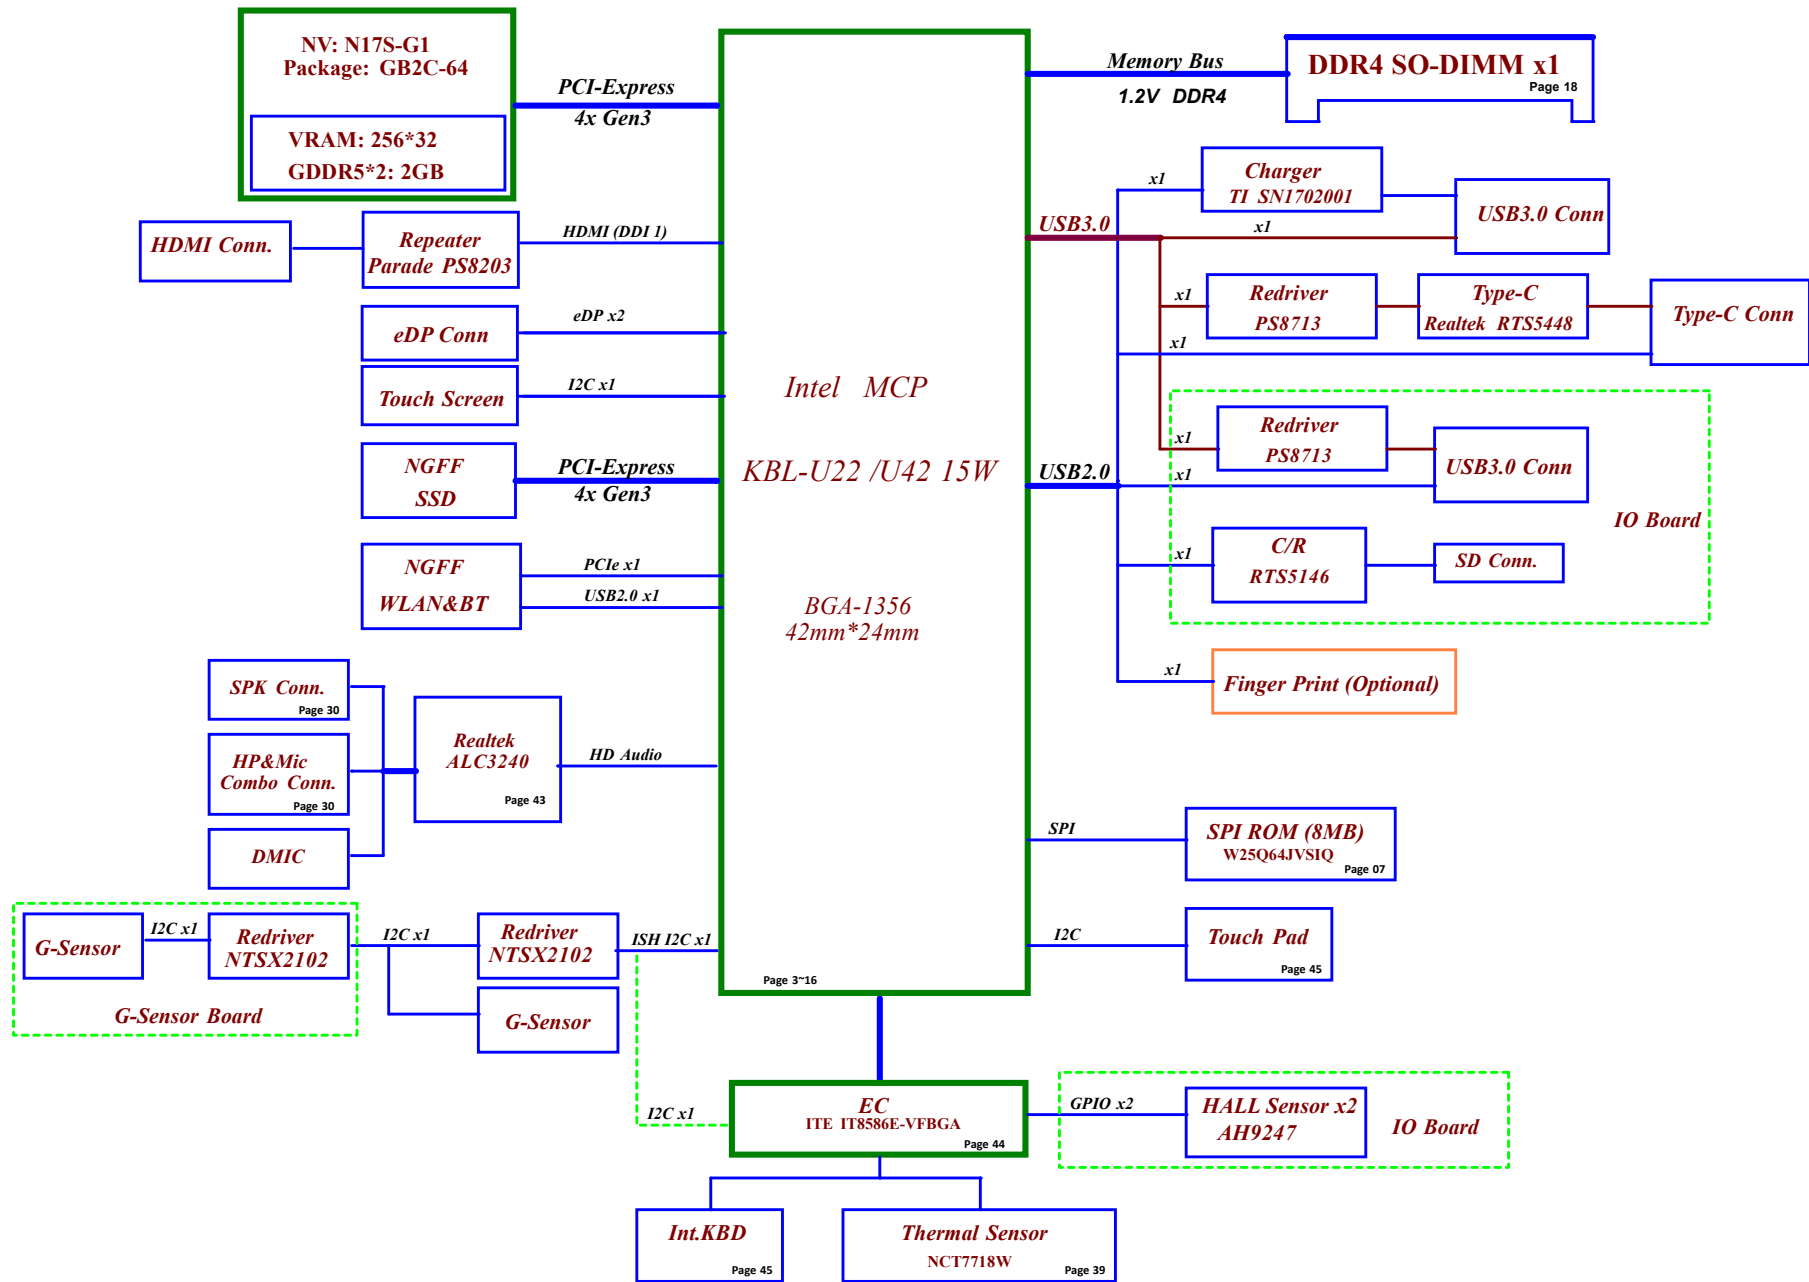 NV: N17S-G1
Package: GB2C-64
VRAM: 256*32
GDDR5*2: 2GB
PCI-Express
4x Gen3
HDMI Conn.
Repeater
Parade PS8203
HDMI (DDI 1)
eDP Conn
eDP x2
Touch Screen
I2C x1
NGFF
SSD
PCI-Express
4x Gen3
NGFF
WLAN&BT
PCIe x1
USB2.0 x1
SPK Conn.
Page 30
HP&Mic
Combo Conn.
Page 30
DMIC
Realtek
ALC3240
Page 43
HD Audio
G-Sensor
I2C x1
Redriver
NTSX2102
G-Sensor Board
I2C x1
Redriver
NTSX2102
ISH I2C x1
G-Sensor
I2C x1
Intel MCP
KBL-U22 /U42 15W
BGA-1356
42mm*24mm
Page 3~16
Memory Bus
1.2V DDR4
DDR4 SO-DIMM x1
Page 18
USB3.0
x1
Charger
TI SN1702001
x1
USB3.0 Conn
x1
Redriver
PS8713
Type-C
Realtek RTS5448
Type-C Conn
x1
USB2.0
x1
Redriver
PS8713
x1
USB3.0 Conn
IO Board
x1
C/R
RTS5146
SD Conn.
x1
Finger Print (Optional)
SPI
SPI ROM (8MB)
W25Q64JVSIQ
Page 07
I2C
Touch Pad
Page 45
EC
ITE IT8586E-VFBGA
Page 44
GPIO x2
HALL Sensor x2
AH9247
IO Board
Int.KBD
Page 45
Thermal Sensor
NCT7718W
Page 39